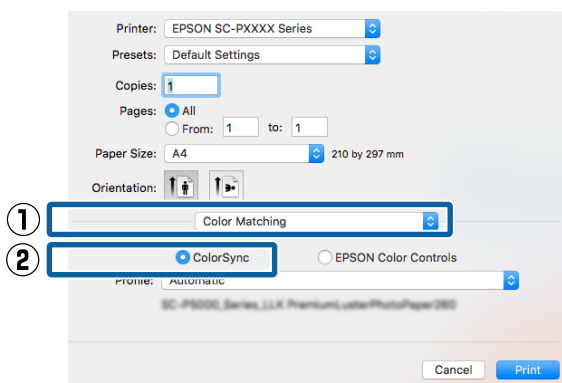 Printer: EPSON SC-PXXXX Series
Presets: Default Settings
Copies: 1
Pages: All
From: 1 to: 1
Paper Size: A4 210 by 297 mm
Orientation:
① Color Matching
② ColorSync EPSON Color Controls
Profile: Automatic
SC-P5000_Series_LLK PremiumLusterPhotoPaper260
Cancel Print